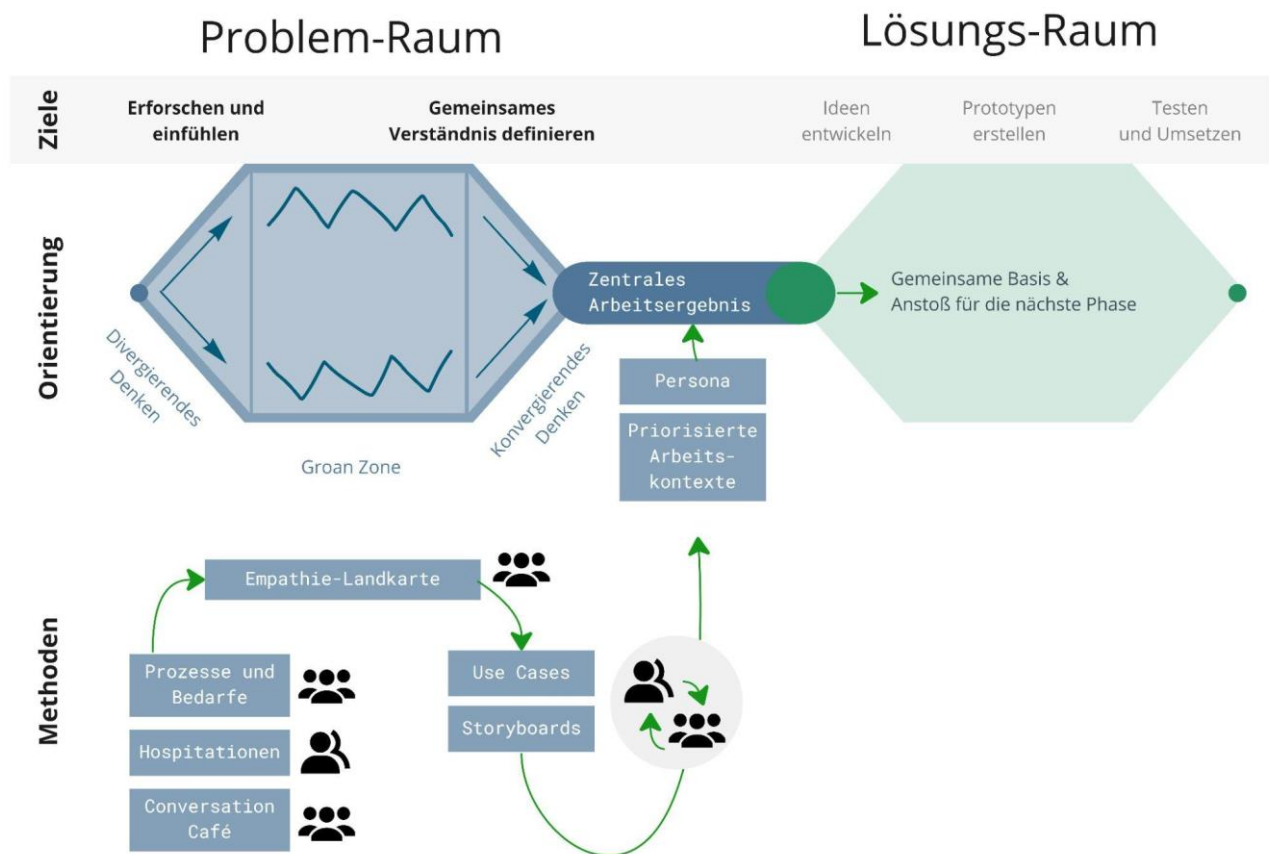 Problem-Raum
Lösungs-Raum
Ziele
Erforschen und
einfühlen
Gemeinsames
Verständnis definieren
Ideen
entwickeln
Prototypen
erstellen
Testen
und Umsetzen
Orientierung
Divergierendes
Denken
Groan Zone
Konvergierendes
Denken
Zentrales
Arbeitsergebnis
Gemeinsame Basis &
Anstoß für die nächste Phase
Persona
Priorisierte
Arbeits-
kontexte
Methoden
Empathie-Landkarte
Prozesse und
Bedarfe
Hospitationen
Conversation
Café
Use Cases
Storyboards